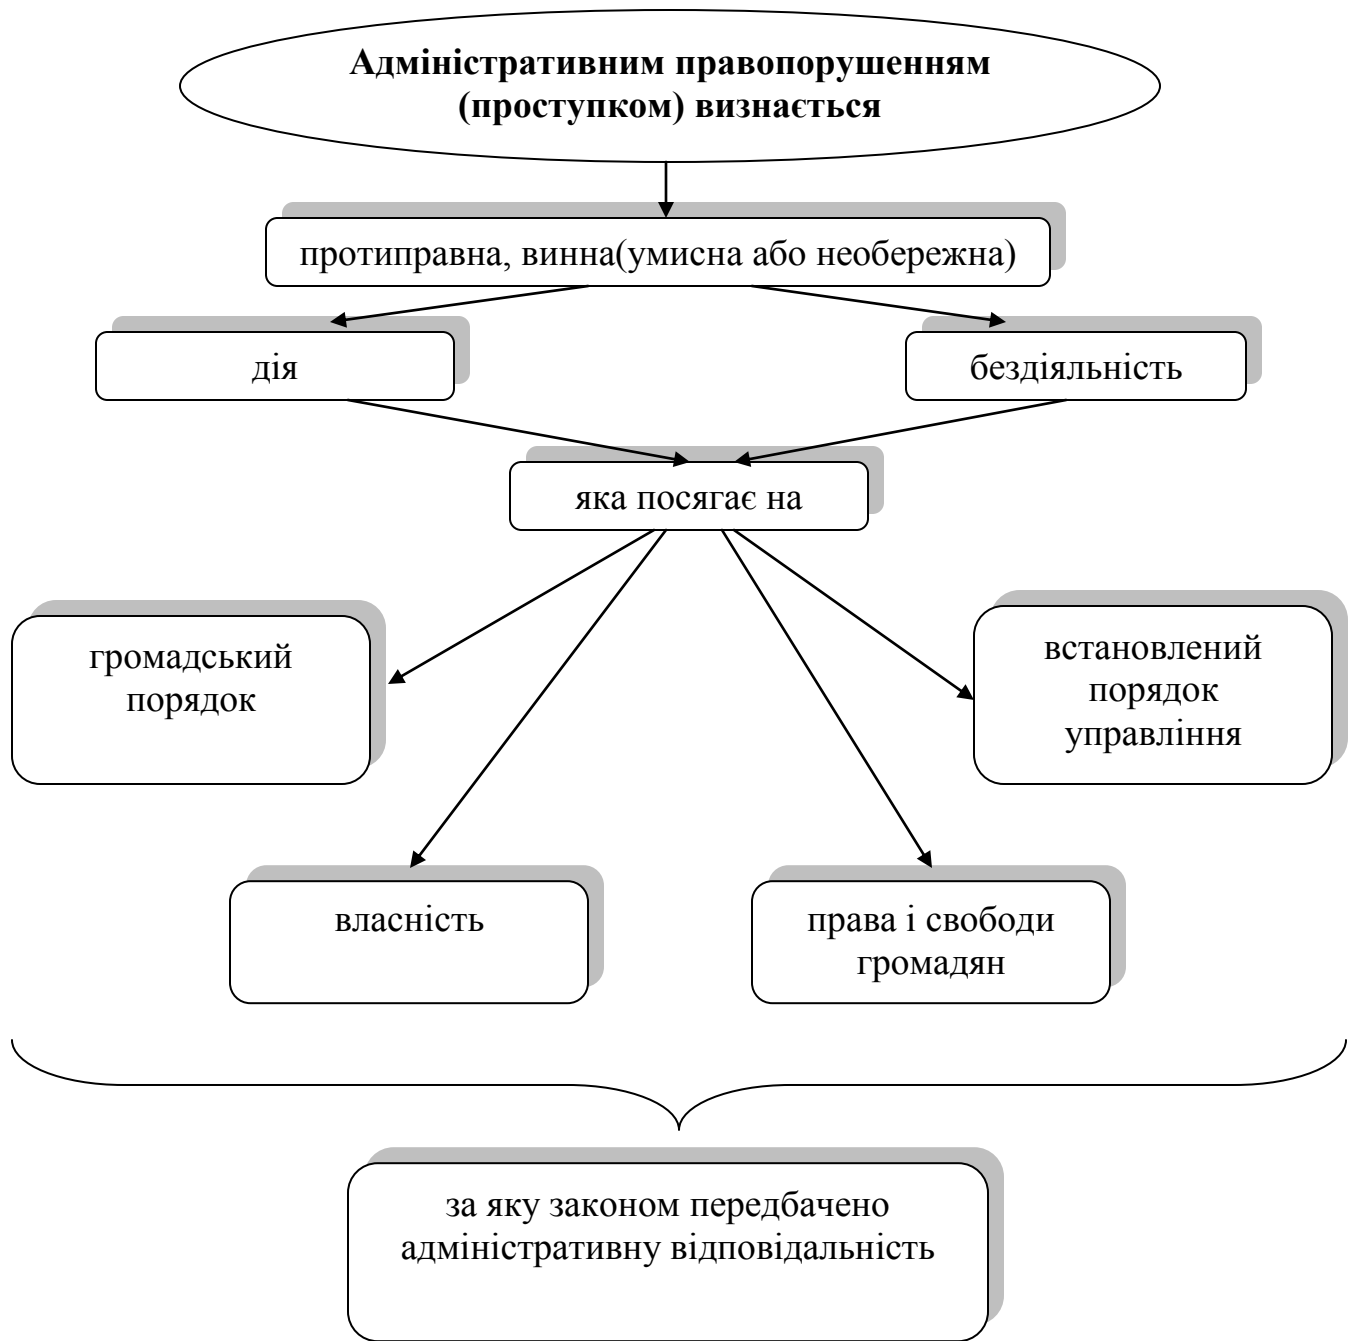 Адміністративним правопорушенням
(проступком) визнається
протиправна, винна(умисна або необережна)
дія
бездіяльність
яка посягає на
громадський
порядок
встановлений
порядок
управління
власність
права і свободи
громадян
за яку законом передбачено
адміністративну відповідальність